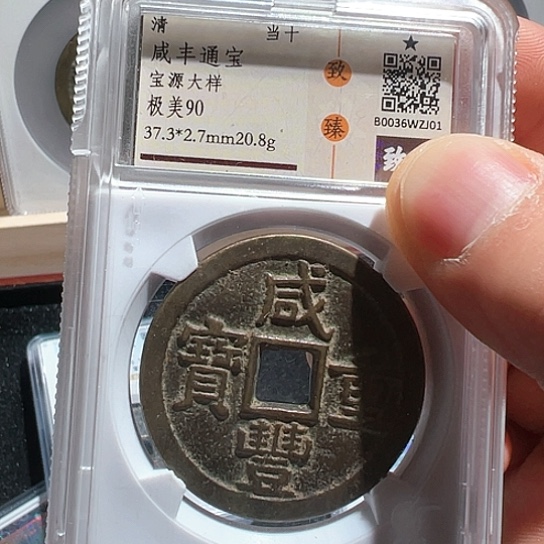 清
当十
咸丰通宝
宝源大样
极美90
37.3*2.7mm20.8g
致
臻
B0036WZJ01
咸
豐
重
寶